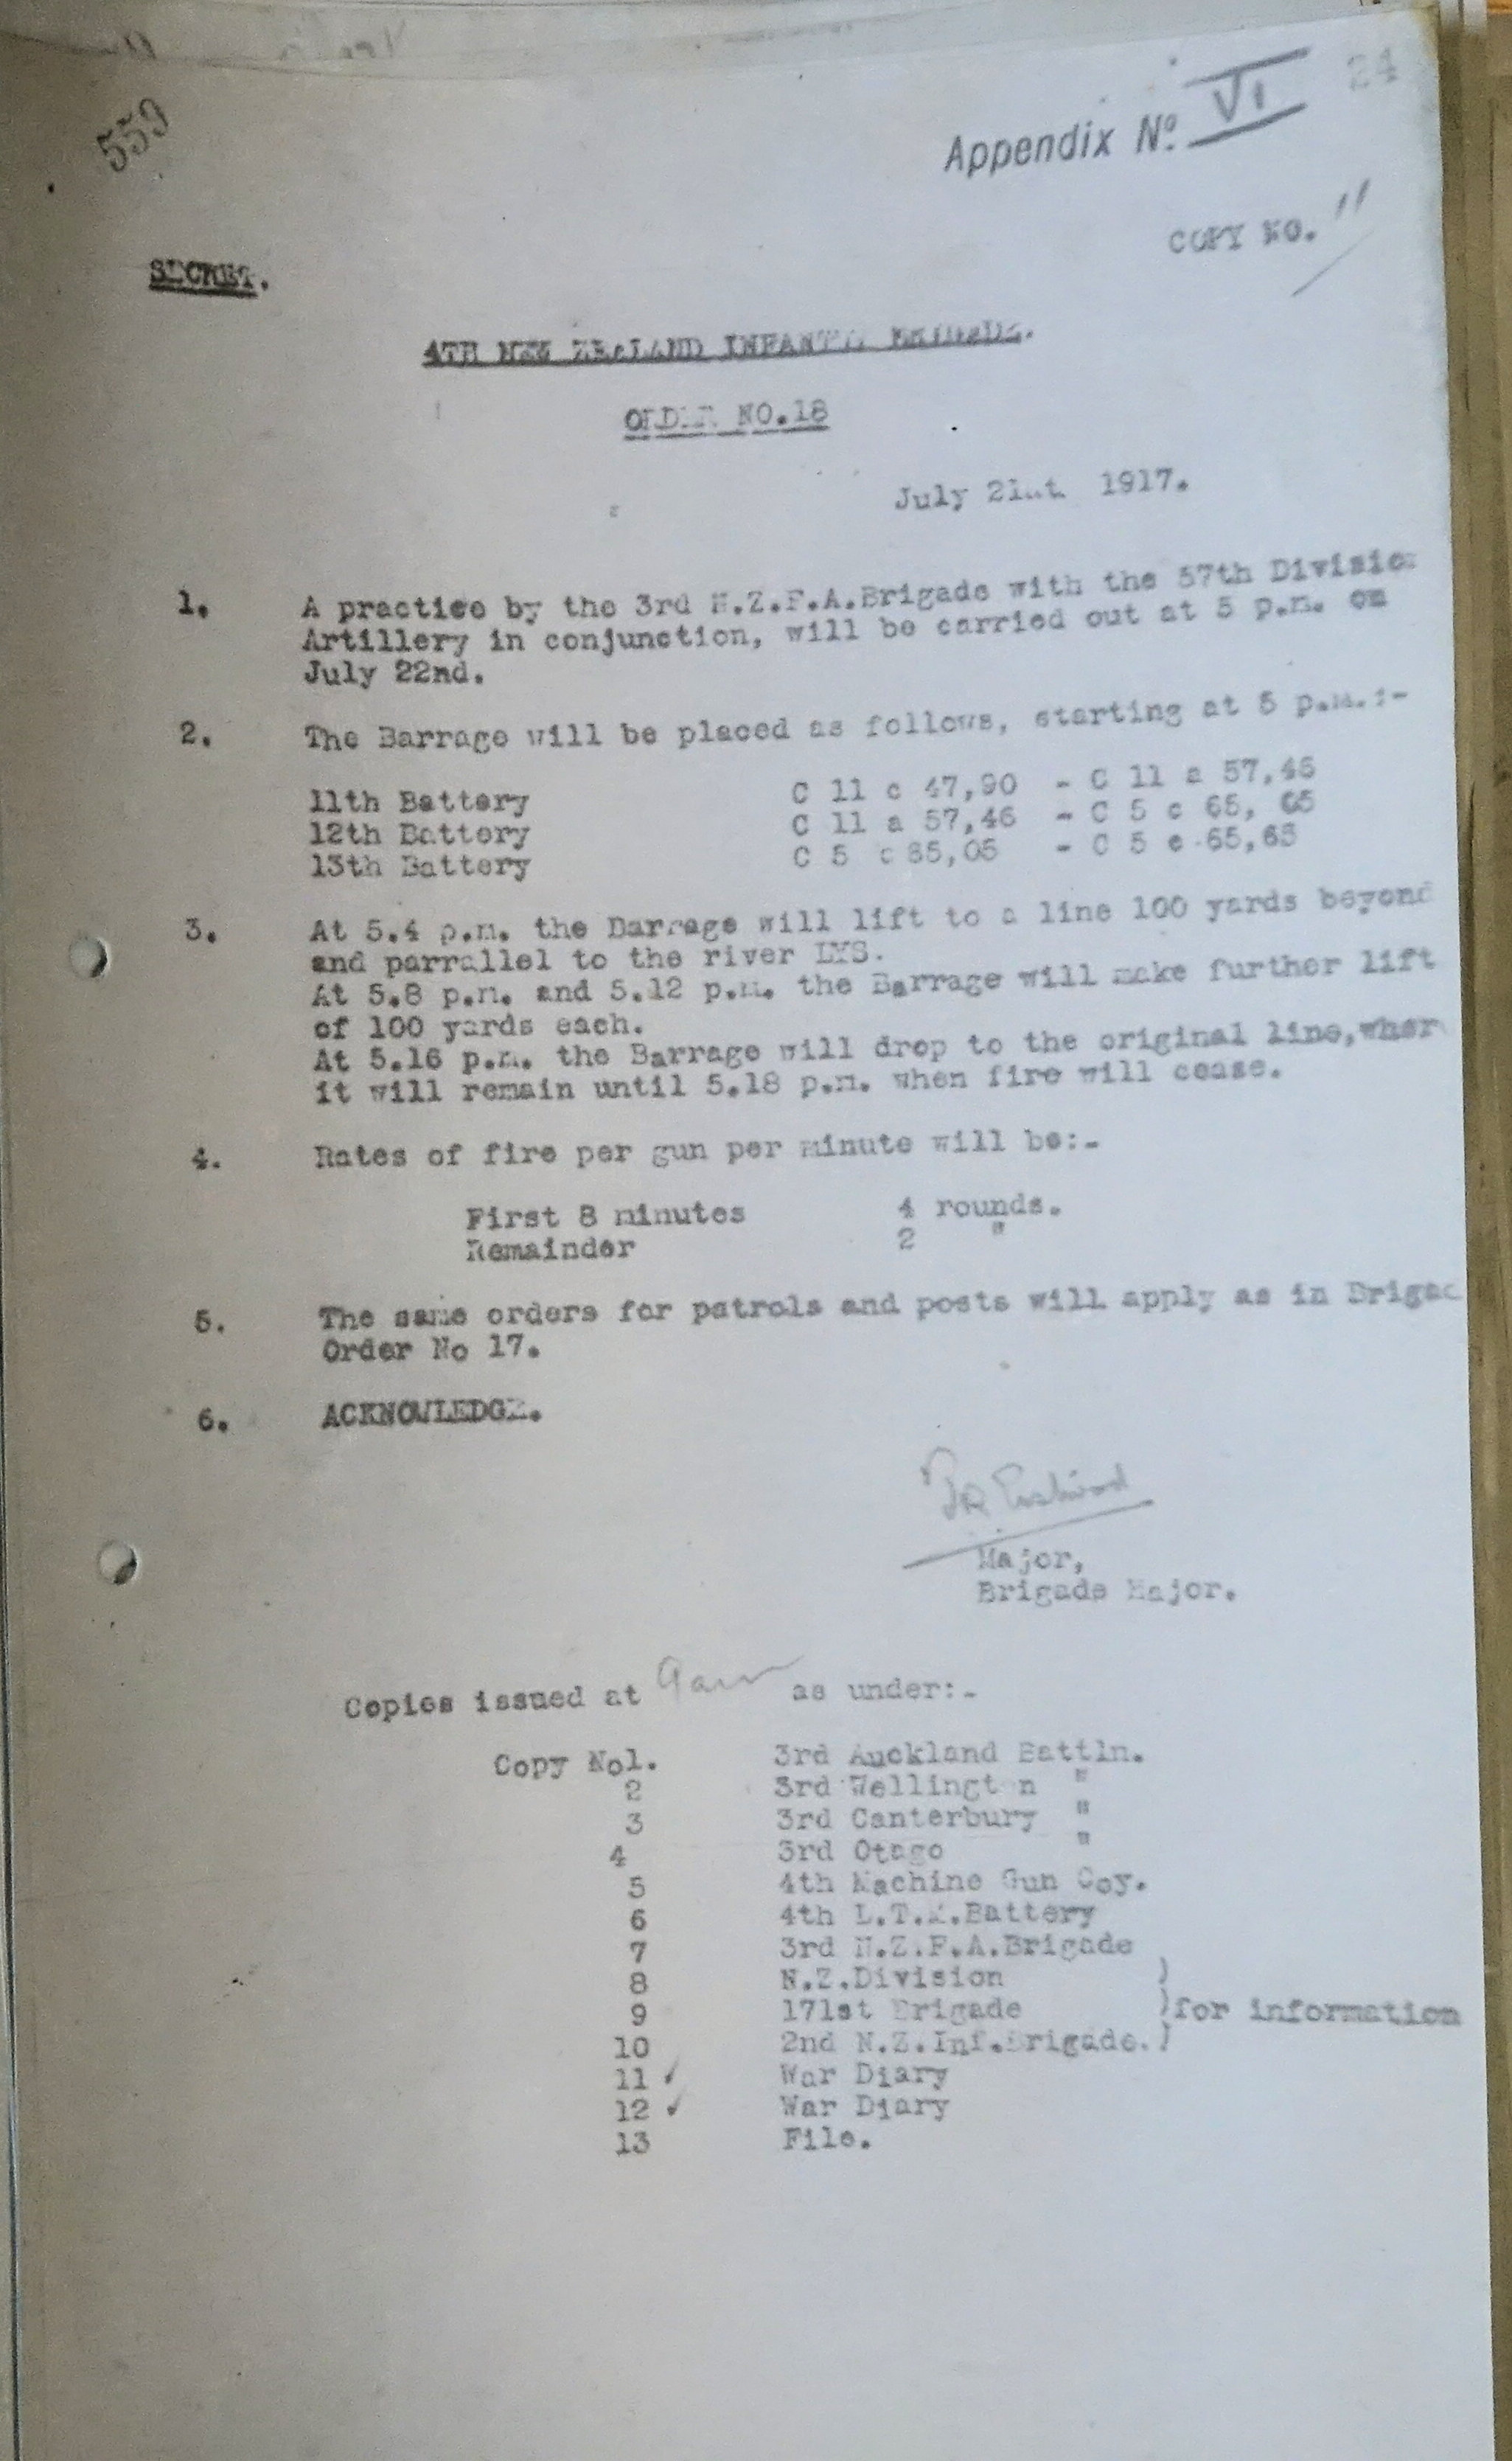 559
24
Appendix Nº. VI
COPY NO. 11
SECRET.
4TH NEW ZEALAND INFANTRY BRIGADE.
ORDER NO.18
July 21st. 1917.
1. A practice by the 3rd N.Z.F.A.Brigade with the 57th Division
Artillery in conjunction, will be carried out at 5 p.m. on
July 22nd.
2. The Barrage will be placed as follows, starting at 5 p.m.:-
11th Battery C 11 c 47,90 - C 11 a 57,46
12th Battery C 11 a 57,46 - C 5 c 65, 05
13th Battery C 5 c 65,05 - C 5 c 65,65
3. At 5.4 p.m. the Barrage will lift to a line 100 yards beyond
and parrallel to the river LYS.
At 5.8 p.m. and 5.12 p.m. the Barrage will make further lift
of 100 yards each.
At 5.16 p.m. the Barrage will drop to the original line, wher
it will remain until 5.18 p.m. when fire will cease.
4. Rates of fire per gun per minute will be:-
First 8 minutes 4 rounds.
Remainder 2 "
5. The same orders for patrols and posts will apply as in Brigad
Order No 17.
6. ACKNOWLEDGE.
Major,
Brigade Major.
Copies issued at 9am as under:-
Copy No1. 3rd Auckland Battln.
2 3rd Wellington "
3 3rd Canterbury "
4 3rd Otago "
5 4th Machine Gun Coy.
6 4th L.T.M.Battery
7 3rd N.Z.F.A.Brigade
8 N.Z.Division )
9 171st Brigade )for information
10 2nd N.Z.Inf.Brigade.)
11 ✓ War Diary
12 ✓ War Diary
13 File.